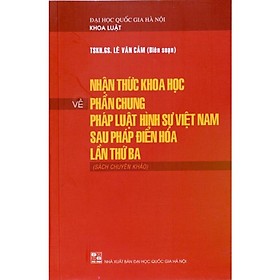 ĐẠI HỌC QUỐC GIA HÀ NỘI
KHOA LUẬT
TSKH.GS. LÊ VĂN CẢM (Biên soạn)
NHẬN THỨC KHOA HỌC
VỀ PHẦN CHUNG
PHÁP LUẬT HÌNH SỰ VIỆT NAM
SAU PHÁP ĐIỂN HÓA
LẦN THỨ BA
(SÁCH CHUYÊN KHẢO)
NHÀ XUẤT BẢN ĐẠI HỌC QUỐC GIA HÀ NỘI